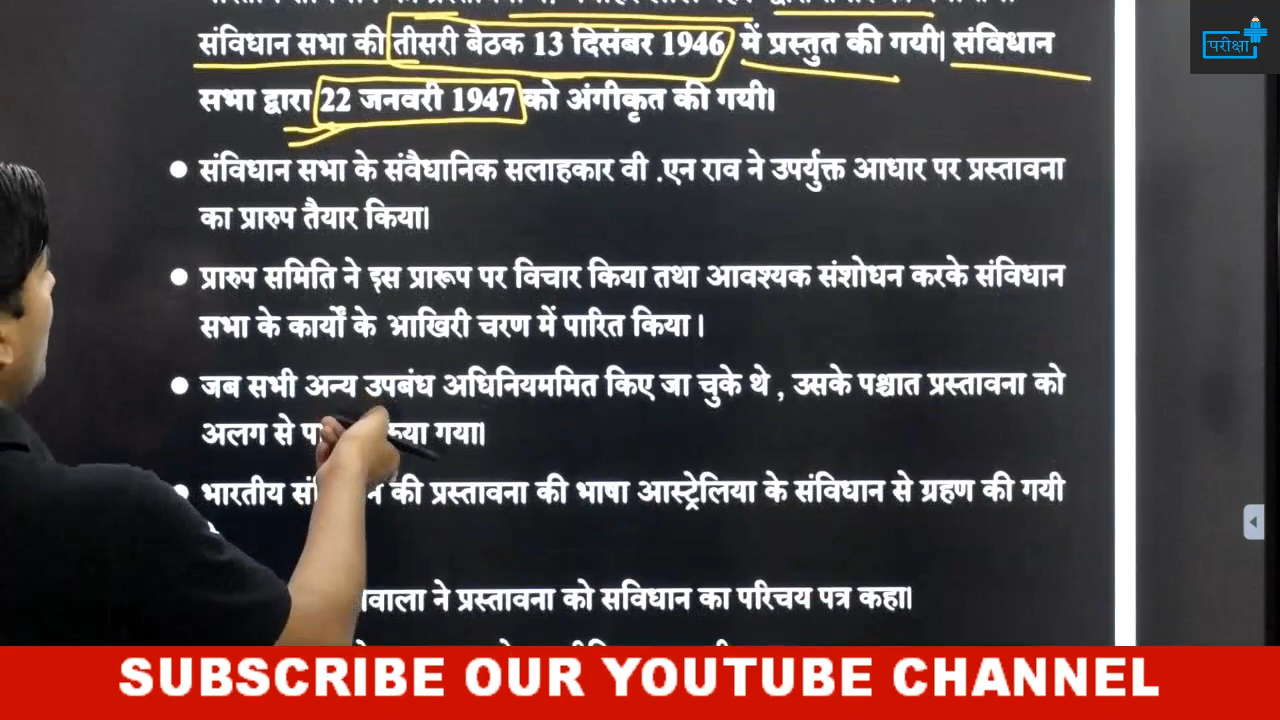 परीक्षा
संविधान सभा की तीसरी बैठक 13 दिसंबर 1946 में प्रस्तुत की गयी| संविधान
सभा द्वारा 22 जनवरी 1947 को अंगीकृत की गयी।
• संविधान सभा के संवैधानिक सलाहकार वी .एन राव ने उपर्युक्त आधार पर प्रस्तावना
का प्रारुप तैयार किया।
• प्रारुप समिति ने इस प्रारूप पर विचार किया तथा आवश्यक संशोधन करके संविधान
सभा के कार्यों के आखिरी चरण में पारित किया ।
• जब सभी अन्य उपबंध अधिनियममित किए जा चुके थे , उसके पश्चात प्रस्तावना को
अलग से गया।
• भारतीय की प्रस्तावना की भाषा आस्ट्रेलिया के संविधान से ग्रहण की गयी
ने प्रस्तावना को सविधान का परिचय पत्र कहा।
SUBSCRIBE OUR YOUTUBE CHANNEL